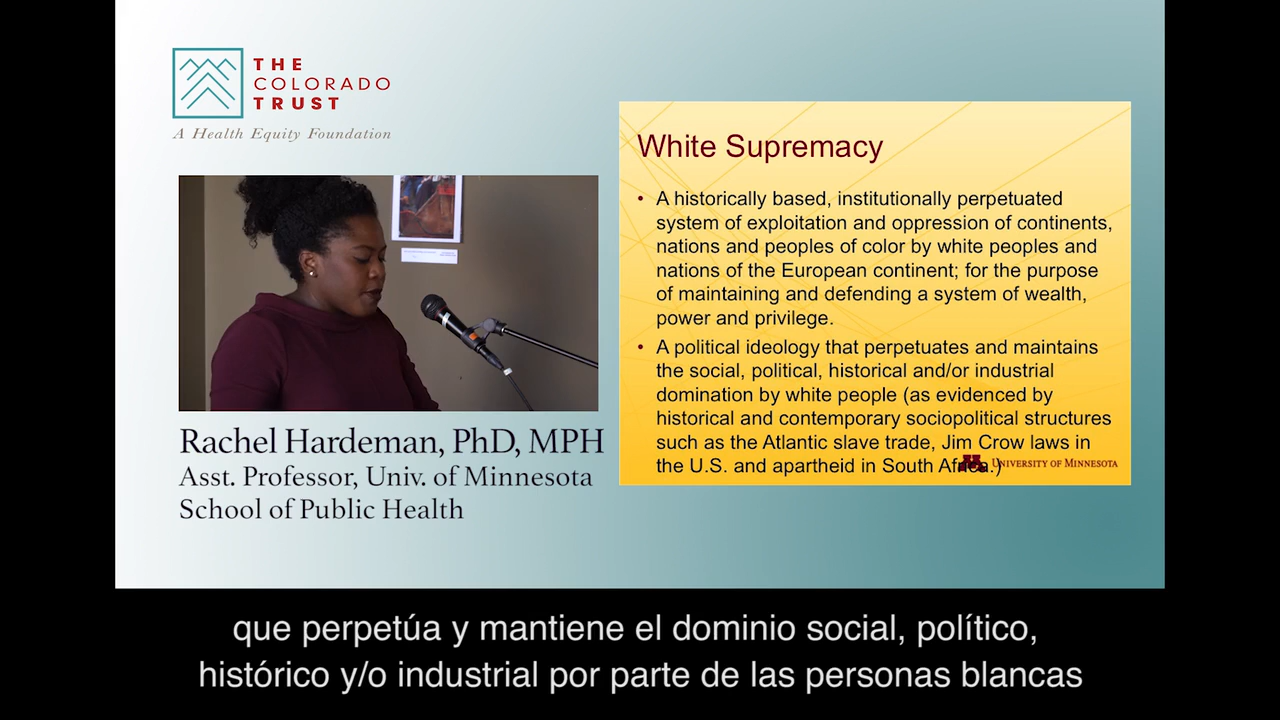 THE
COLORADO
TRUST
A Health Equity Foundation
White Supremacy
• A historically based, institutionally perpetuated
system of exploitation and oppression of continents,
nations and peoples of color by white peoples and
nations of the European continent; for the purpose
of maintaining and defending a system of wealth,
power and privilege.
• A political ideology that perpetuates and maintains
the social, political, historical and/or industrial
domination by white people (as evidenced by
historical and contemporary sociopolitical structures
such as the Atlantic slave trade, Jim Crow laws in
the U.S. and apartheid in South Africa.)
UNIVERSITY OF MINNESOTA
Rachel Hardeman, PhD, MPH
Asst. Professor, Univ. of Minnesota
School of Public Health
que perpetúa y mantiene el dominio social, político,
histórico y/o industrial por parte de las personas blancas